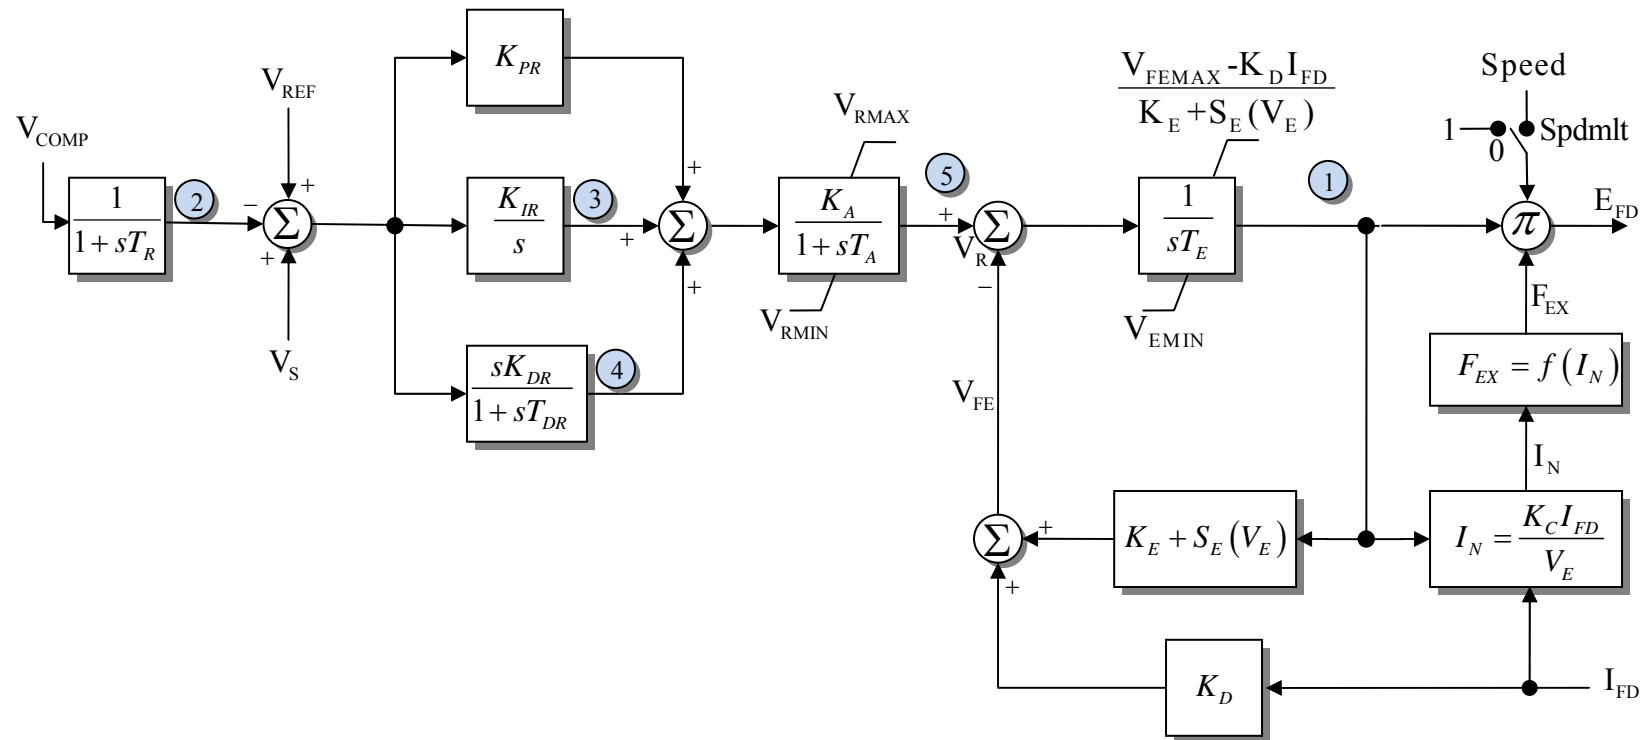 V_COMP
1
1 + sT_R
2
V_REF
+
−
Σ
+
V_S
K_PR
K_IR
s
3
sK_DR
1 + sT_DR
4
+
+
Σ
+
V_RMAX
K_A
1 + sT_A
V_RMIN
5
+
Σ
V_R
−
V_FEMAX -K_D I_FD
K_E +S_E (V_E)
1
sT_E
V_EMIN
1
Speed
1
0
Spdmlt
π
E_FD
F_EX
F_EX = f(I_N)
I_N
V_FE
Σ
+
+
K_E + S_E(V_E)
I_N = K_C I_FD
V_E
K_D
I_FD